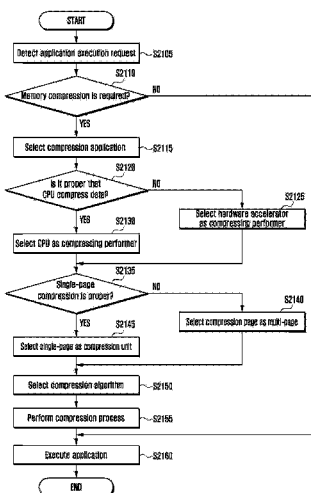 START
Detect application execution request
S2105
S2110
Memory compression is required?
NO
YES
Select compression application
S2115
S2120
Is it proper that
CPU compress data?
NO
YES
S2125
Select hardware accelerator
as compressing performer
S2130
Select CPU as compressing performer
S2135
Single-page
compression is proper?
NO
YES
S2140
Select compression page as multi-page
S2145
Select single-page as compression unit
Select compression algorithm
S2150
Perform compression process
S2155
Execute application
S2160
END